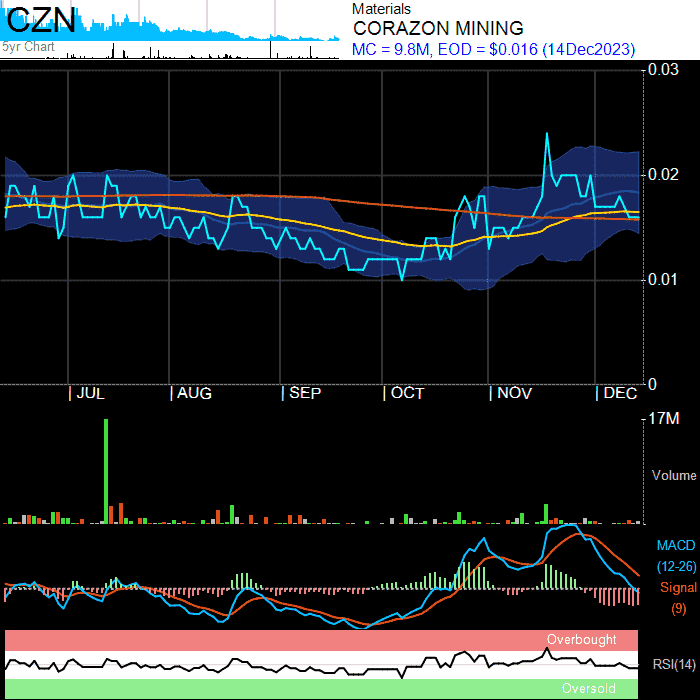 CZN
5yr Chart
Materials
CORAZON MINING
MC = 9.8M, EOD = $0.016 (14Dec2023)
0.03
0.02
0.01
0
JUL AUG SEP OCT NOV DEC
17M
Volume
MACD
(12-26)
Signal
(9)
Overbought
RSI(14)
Oversold